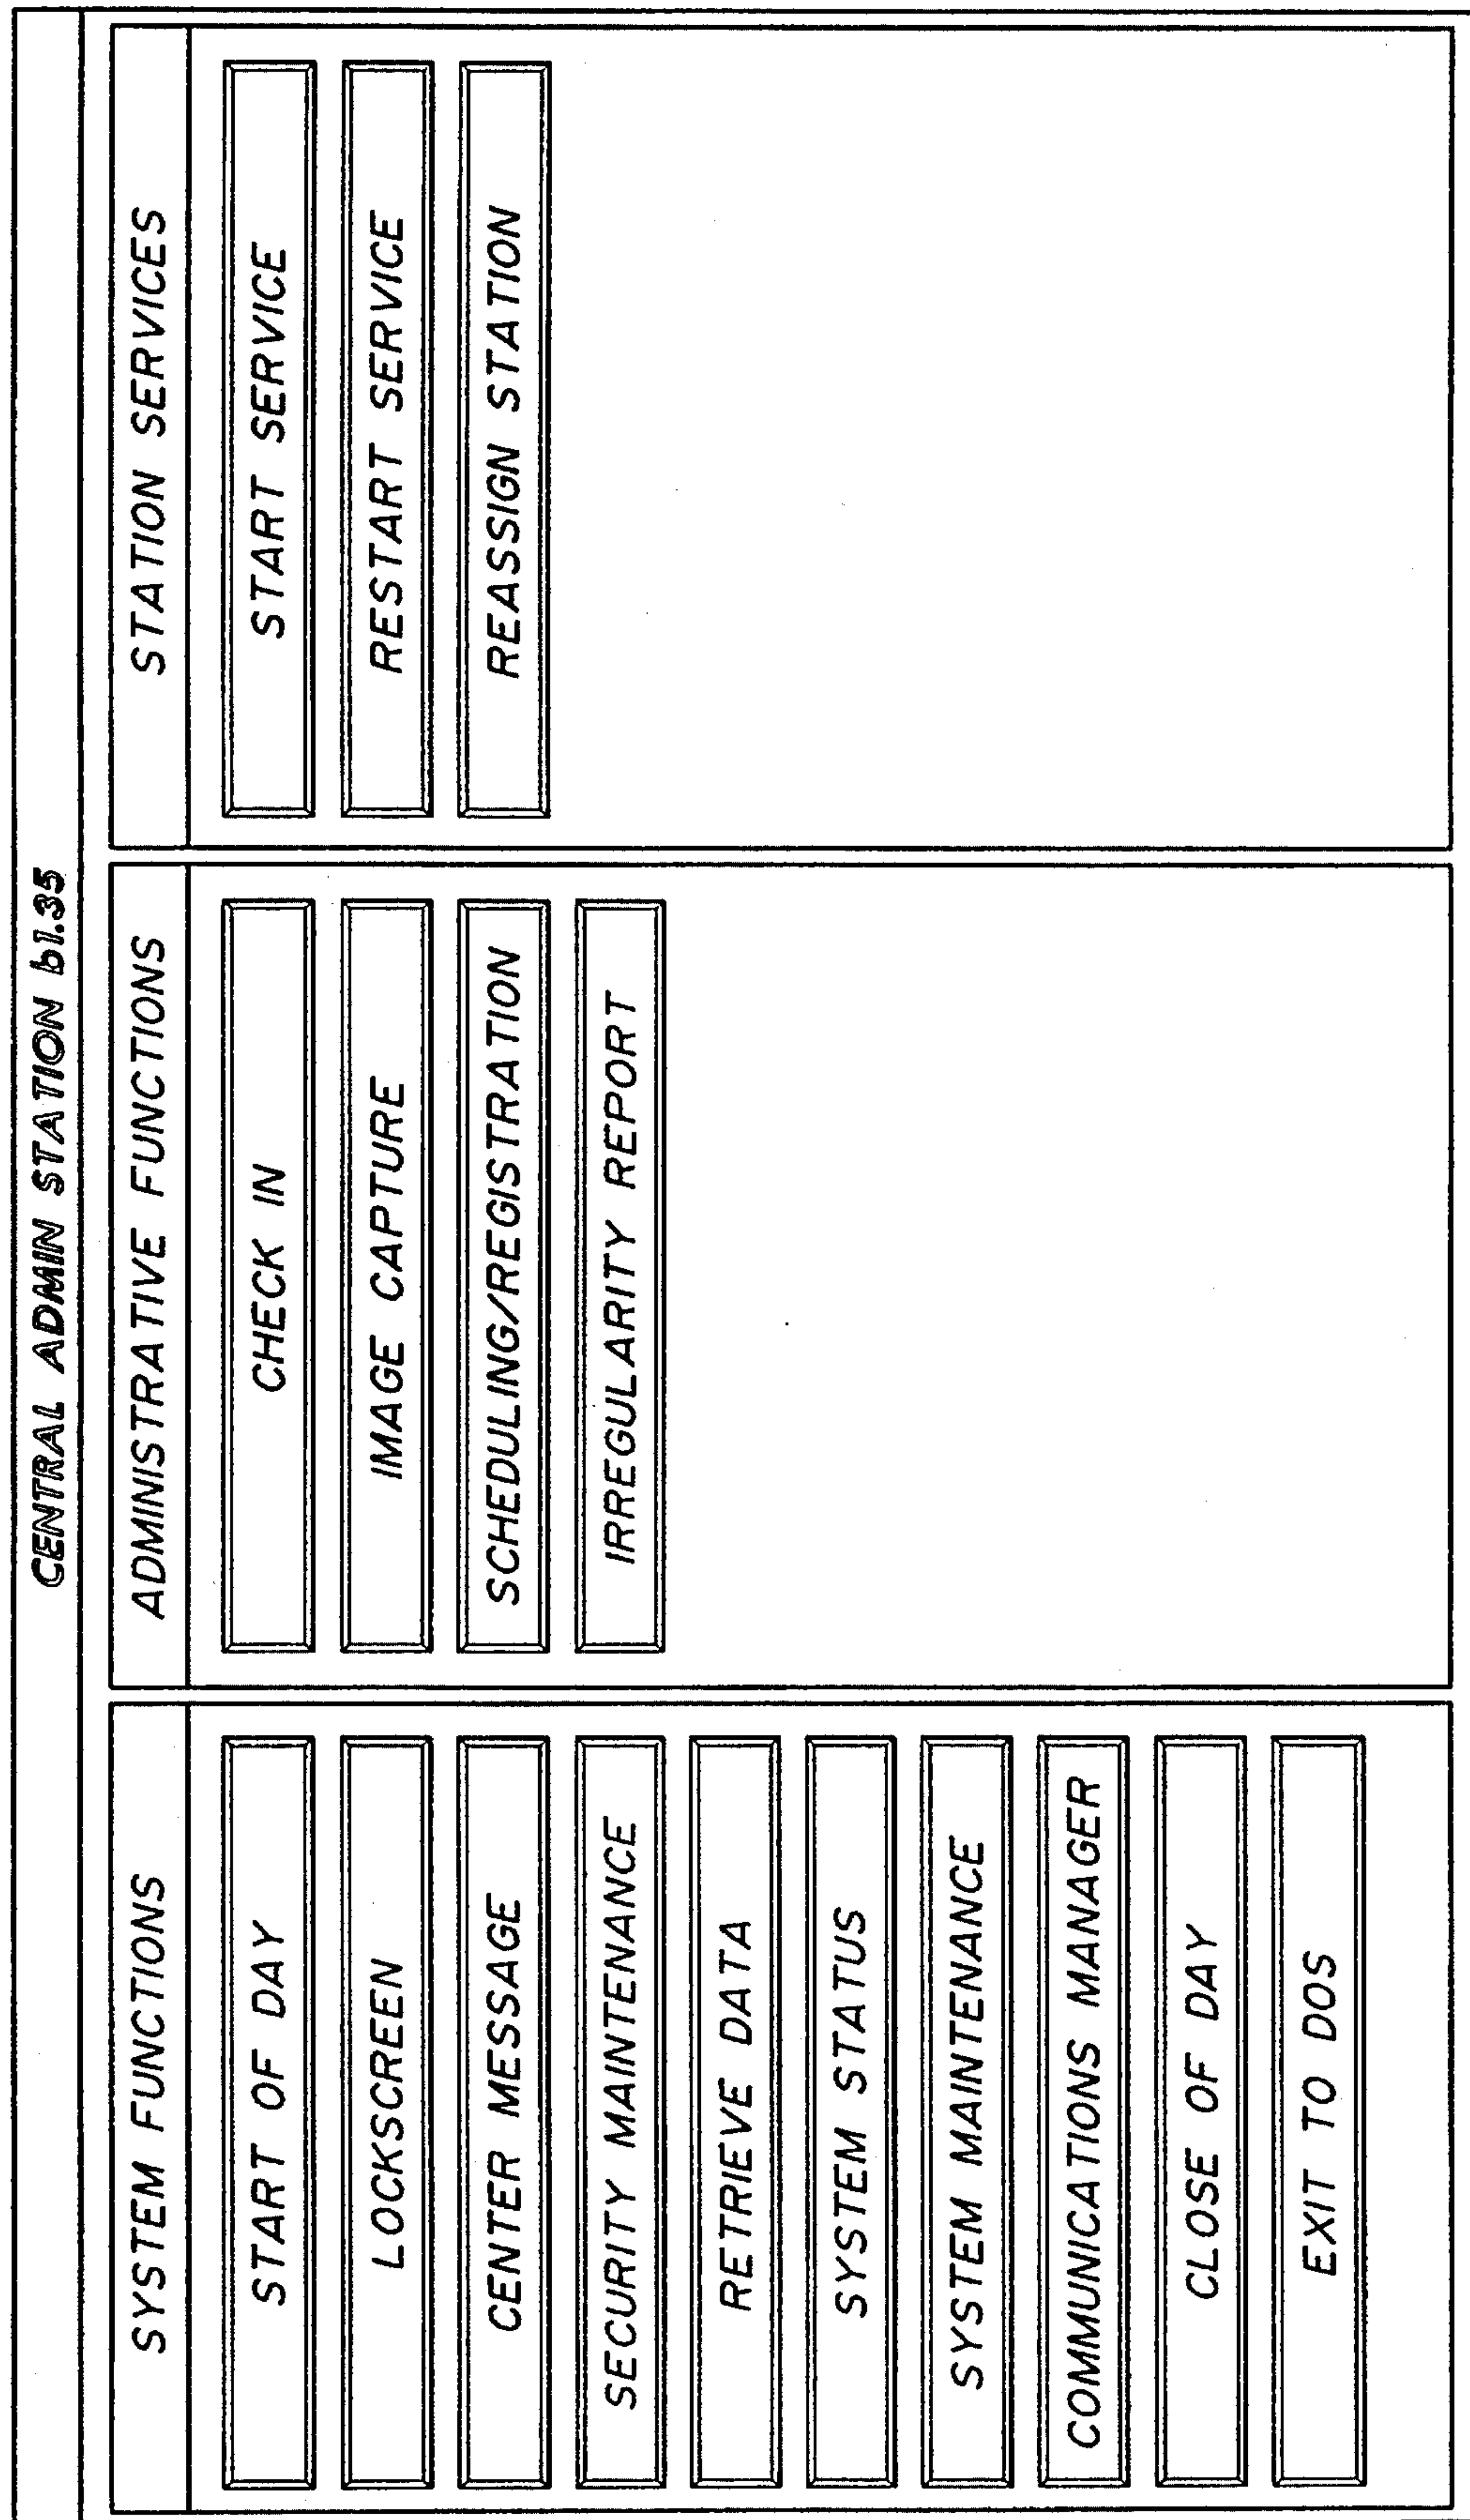 CENTRAL ADMIN STATION b1.35
SYSTEM FUNCTIONS
START OF DAY
LOCKSCREEN
CENTER MESSAGE
SECURITY MAINTENANCE
RETRIEVE DATA
SYSTEM STATUS
SYSTEM MAINTENANCE
COMMUNICATIONS MANAGER
CLOSE OF DAY
EXIT TO DOS
ADMINISTRATIVE FUNCTIONS
CHECK IN
IMAGE CAPTURE
SCHEDULING/REGISTRATION
IRREGULARITY REPORT
STATION SERVICES
START SERVICE
RESTART SERVICE
REASSIGN STATION